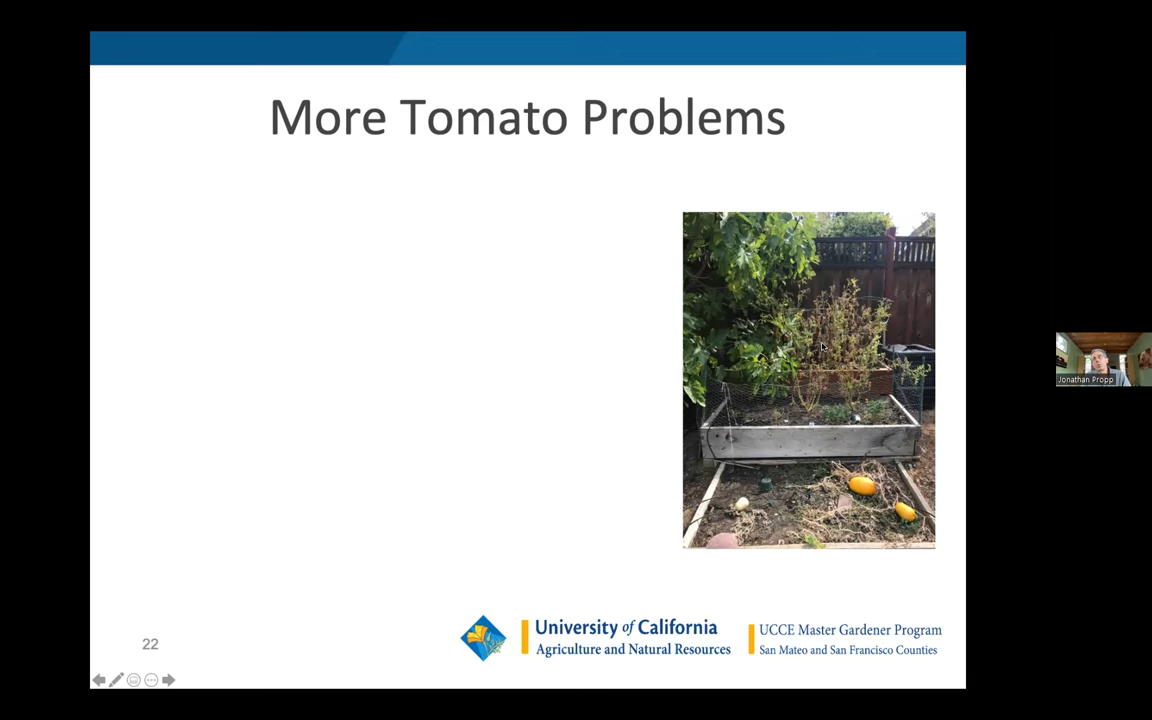 More Tomato Problems
Jonathan Propp
University of California
Agriculture and Natural Resources
UCCE Master Gardener Program
San Mateo and San Francisco Counties
22